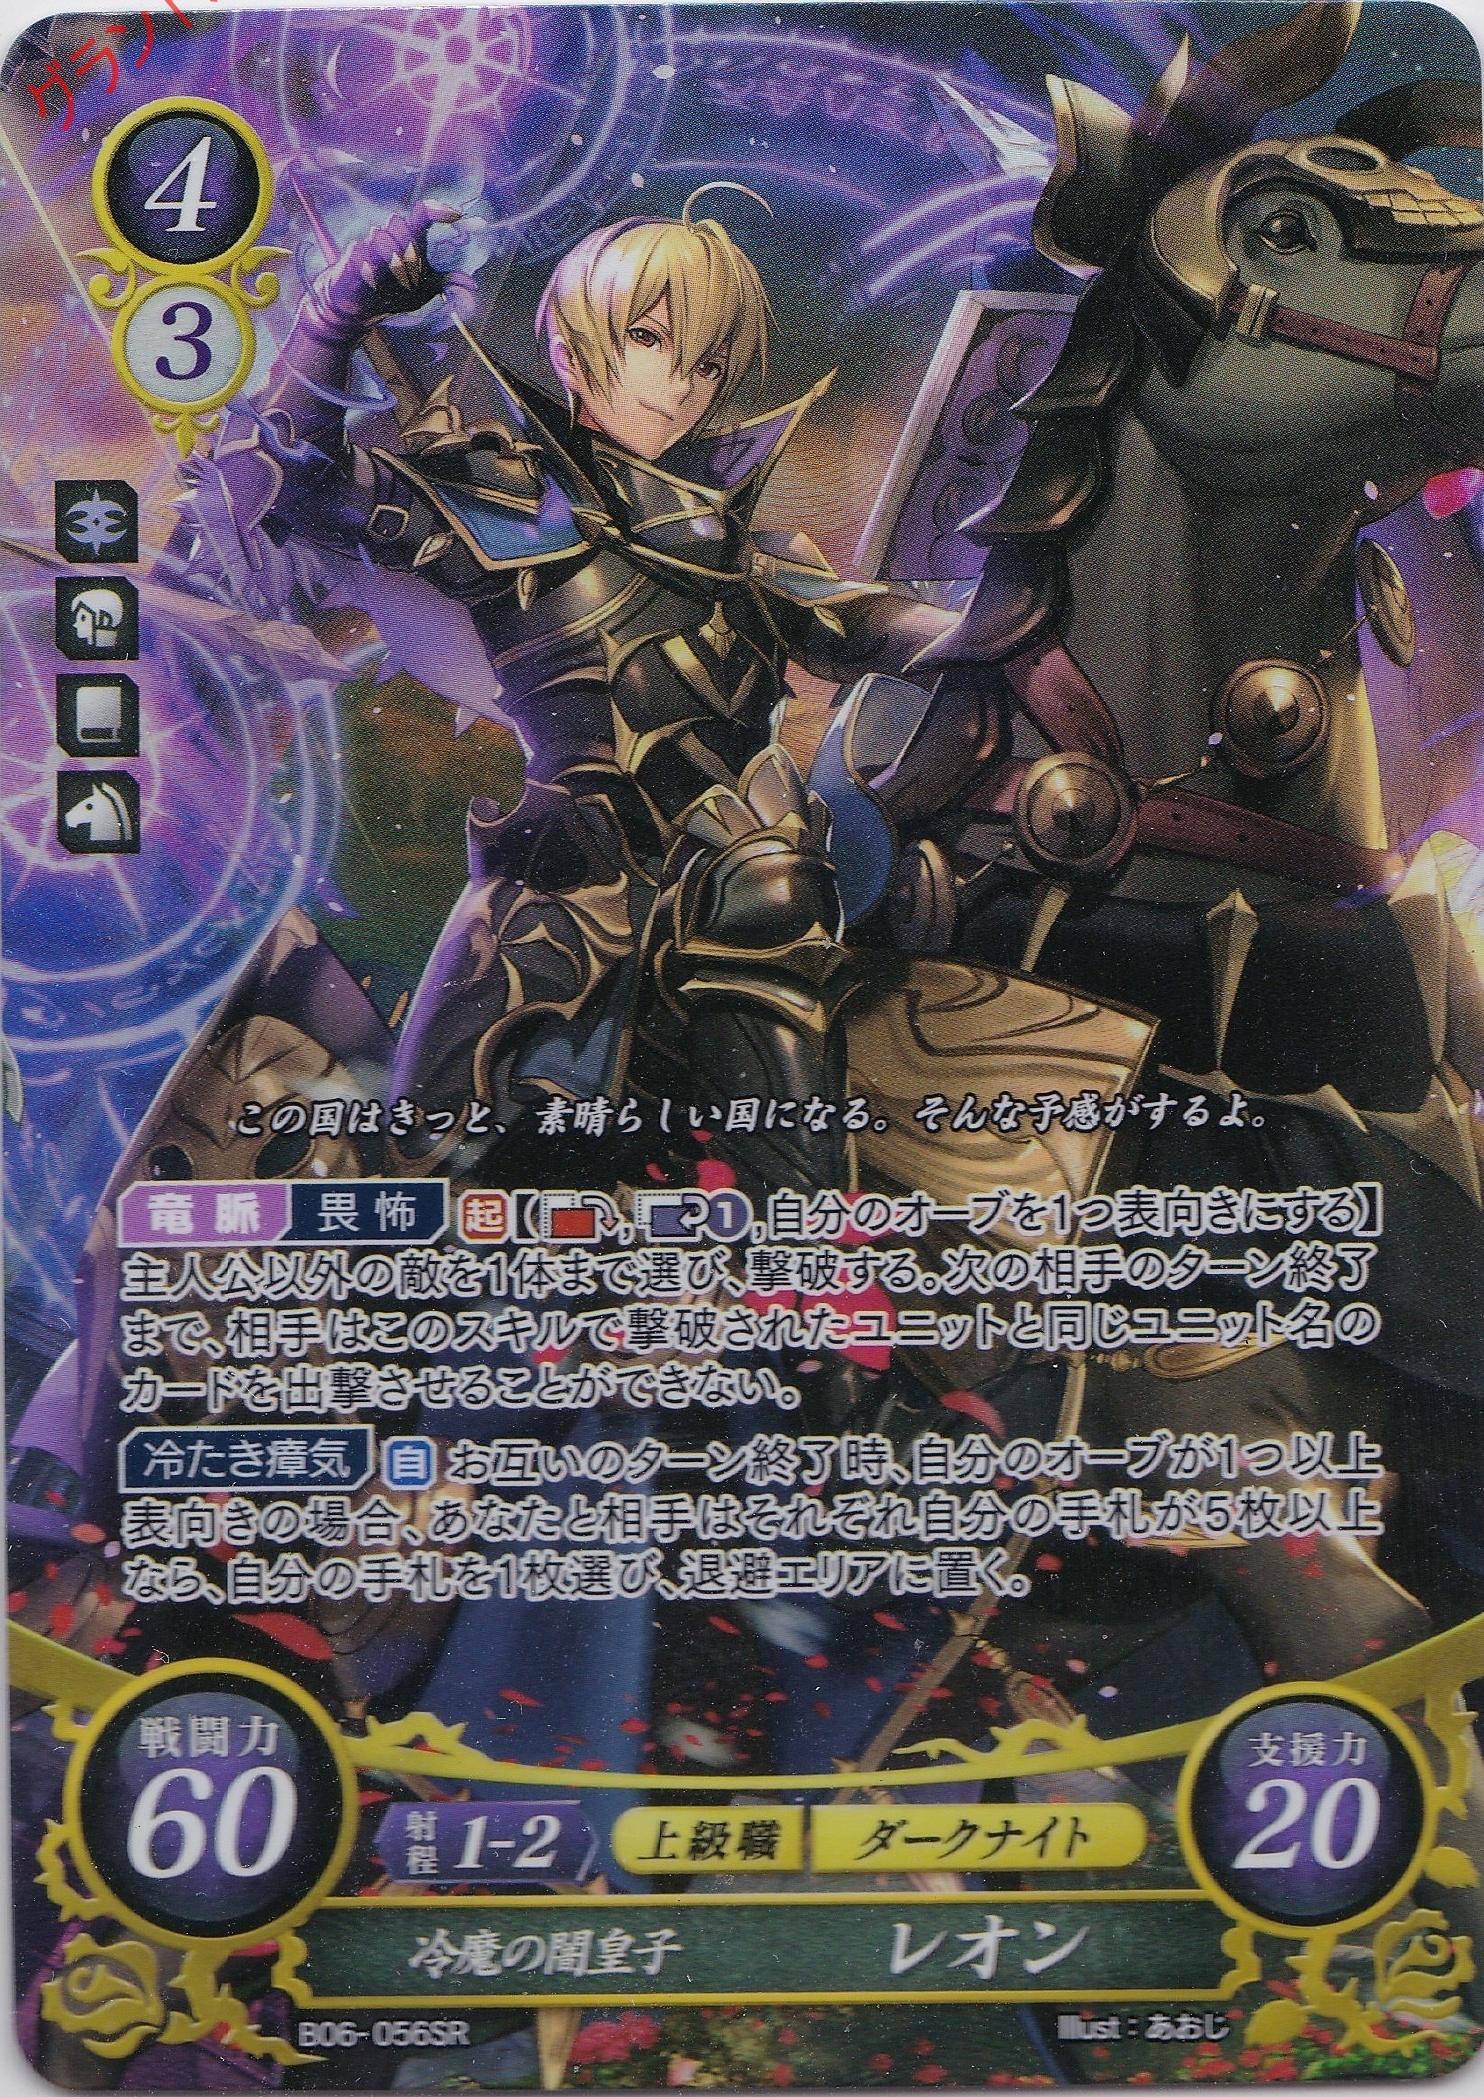 グラン
4
3
この国はきっと、素晴らしい国になる。そんな予感がするよ。
竜脈 畏怖 起【( , 1,自分のオーブを1つ表向きにする】
主人公以外の敵を1体まで選び、撃破する。次の相手のターン終了
まで、相手はこのスキルで撃破されたユニットと同じユニット名の
カードを出撃させることができない。
冷たき瘴気 自 お互いのターン終了時、自分のオーブが1つ以上
表向きの場合、あなたと相手はそれぞれ自分の手札が5枚以上
なら、自分の手札を1枚選び、退避エリアに置く。
戦闘力
60
射程 1-2
上級職 ダークナイト
支援力
20
冷魔の闇皇子 レオン
B06-056SR
Illust：あおじ